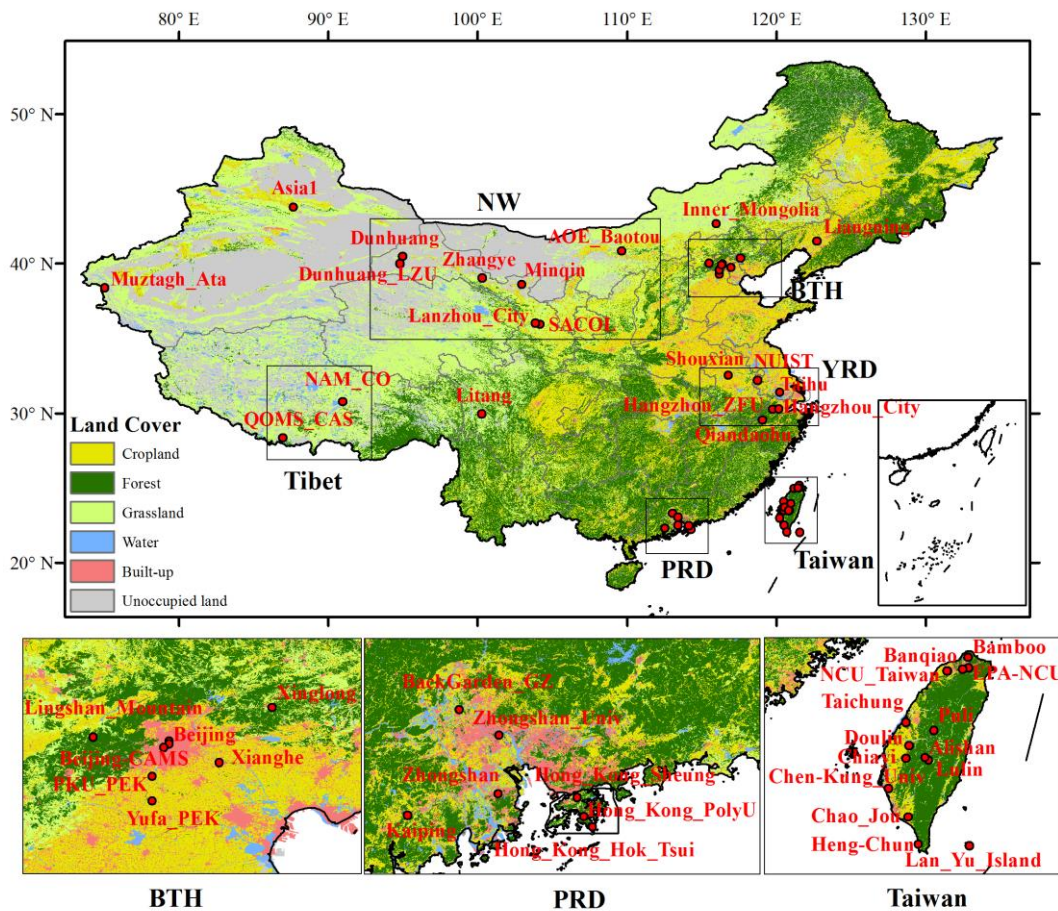 80° E 90° E 100° E 110° E 120° E 130° E
50° N
40° N
30° N
20° N
Asia1
NW
Inner_Mongolia
Dunhuang
AOE_Baotou
Liangning
Zhangye
Muztagh_Ata
Dunhuang_LZU
Minqin
BTH
Lanzhou_City
SACOL
Shouxian
NUIST
YRD
NAM_CO
Litang
Taihu
QOMS_CAS
Hangzhou_ZFU
Hangzhou_City
Qiandaohu
Tibet
Land Cover
Cropland
Forest
Grassland
Water
Built-up
Unoccupied land
PRD
Taiwan
Xinglong
Lingshan_Mountain
Beijing
Beijing-CAMS
Xianghe
PKU_PEK
Yufa_PEK
BTH
BackGarden_GZ
Zhongshan_Univ
Zhongshan
Hong_Kong_Sheung
Hong_Kong_PolyU
Kaiping
Hong_Kong_Hok_Tsui
PRD
Bamboo
Banqiao
NCU_Taiwan
EPA-NCU
Taichung
Puli
Douliu
Alishan
Chiayi
Lulin
Chen-Kung_Univ
Chao_Jou
Heng-Chun
Lan_Yu_Island
Taiwan